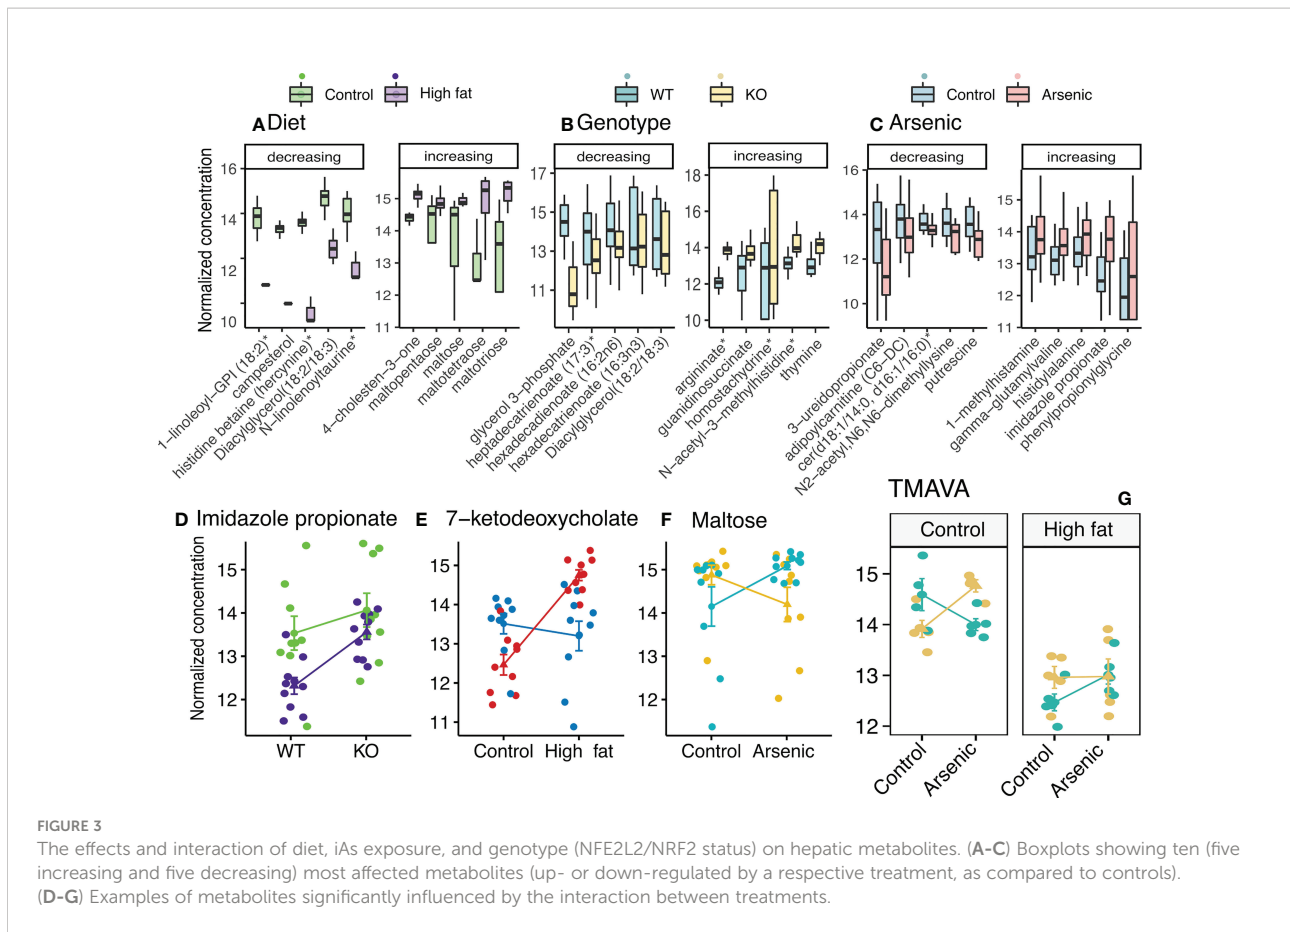 Control
High fat
WT
KO
Control
Arsenic
A Diet
B Genotype
C Arsenic
decreasing
increasing
decreasing
increasing
decreasing
increasing
Normalized concentration
16
14
12
10
15
14
13
12
11
17
15
13
11
18
16
14
12
10
16
14
12
10
15
14
13
12
11
1−linoleoyl−GPI (18:2)*
campesterol
histidine betaine (hercynine)*
Diacylglycerol(18:2/18:3)
N−linolenoyltaurine*
4−cholesten−3−one
maltopentaose
maltose
maltotetraose
maltotriose
glycerol 3−phosphate
heptadecatrienoate (17:3)*
hexadecadienoate (16:2n6)
hexadecatrienoate (16:3n3)
Diacylglycerol(18:2/18:3)
argininate*
guanidinosuccinate
homostachydrine*
N−acetyl−3−methylhistidine*
thymine
3−ureidopropionate
adipoylcarnitine (C6−DC)
cer(d18:1/14:0, d16:1/16:0)*
N2−acetyl,N6,N6−dimethyllysine
putrescine
1−methylhistamine
gamma−glutamylvaline
histidylalanine
imidazole propionate
phenylpropionylglycine
D Imidazole propionate
E 7−ketodeoxycholate
F Maltose
TMAVA
G
Normalized concentration
15
14
13
12
WT
KO
15
14
13
12
11
Control
High fat
15
14
13
12
Control
Arsenic
Control
High fat
15
14
13
12
Control
Arsenic
Control
Arsenic
FIGURE 3
The effects and interaction of diet, iAs exposure, and genotype (NFE2L2/NRF2 status) on hepatic metabolites. (A-C) Boxplots showing ten (five
increasing and five decreasing) most affected metabolites (up- or down-regulated by a respective treatment, as compared to controls).
(D-G) Examples of metabolites significantly influenced by the interaction between treatments.